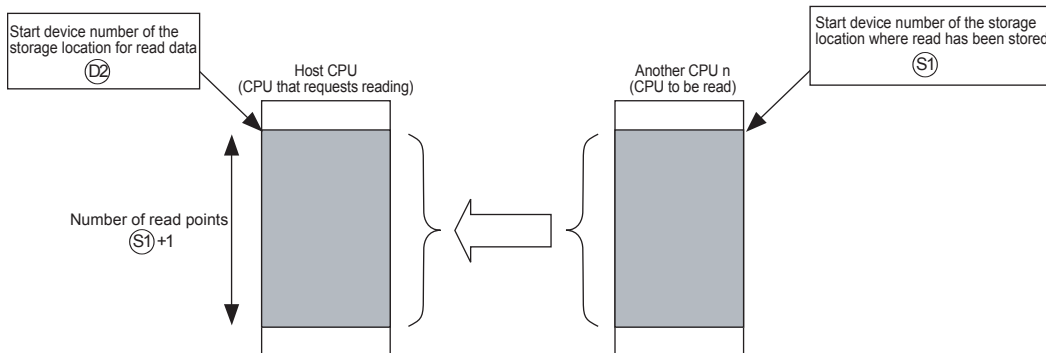 Start device number of the
storage location for read data
D2
Host CPU
(CPU that requests reading)
Another CPU n
(CPU to be read)
Start device number of the storage
location where read has been stored
S1
Number of read points
S1+1